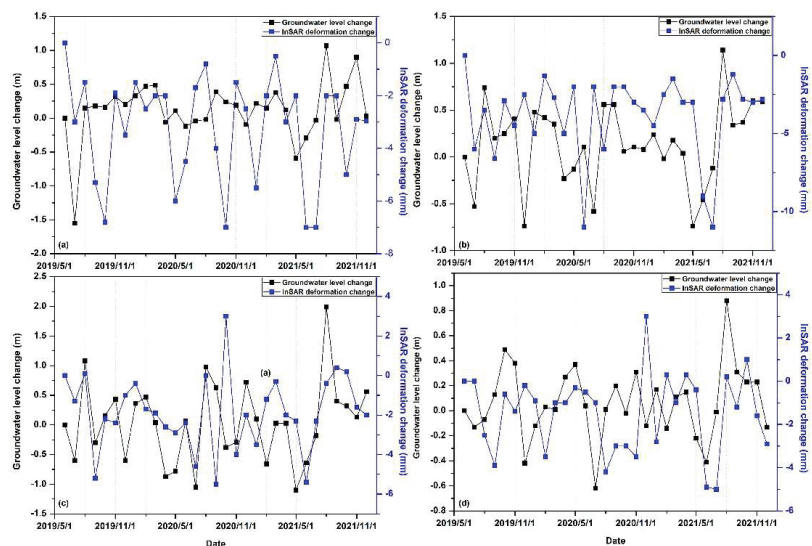 Groundwater level change
InSAR deformation change
Groundwater level change (m)
1.5
1.0
0.5
0.0
-0.5
-1.0
-1.5
-2.0
0
-2
-4
-6
-8
InSAR deformation change (mm)
(a)
2019/5/1 2019/11/1 2020/5/1 2020/11/1 2021/5/1 2021/11/1
Groundwater level change
InSAR deformation change
Groundwater level change (m)
1.5
1.0
0.5
0.0
-0.5
-1.0
0
-5
-10
InSAR deformation change (mm)
(b)
2019/5/1 2019/11/1 2020/5/1 2020/11/1 2021/5/1 2021/11/1
Groundwater level change
InSAR deformation change
Groundwater level change (m)
2.5
2.0
1.5
1.0
0.5
0.0
-0.5
-1.0
-1.5
4
2
0
-2
-4
-6
InSAR deformation change (mm)
(a)
(c)
2019/5/1 2019/11/1 2020/5/1 2020/11/1 2021/5/1 2021/11/1
Date
Groundwater level change
InSAR deformation change
Groundwater level change (m)
1.0
0.8
0.6
0.4
0.2
0.0
-0.2
-0.4
-0.6
-0.8
4
2
0
-2
-4
-6
InSAR deformation change (mm)
(d)
2019/5/1 2019/11/1 2020/5/1 2020/11/1 2021/5/1 2021/11/1
Date